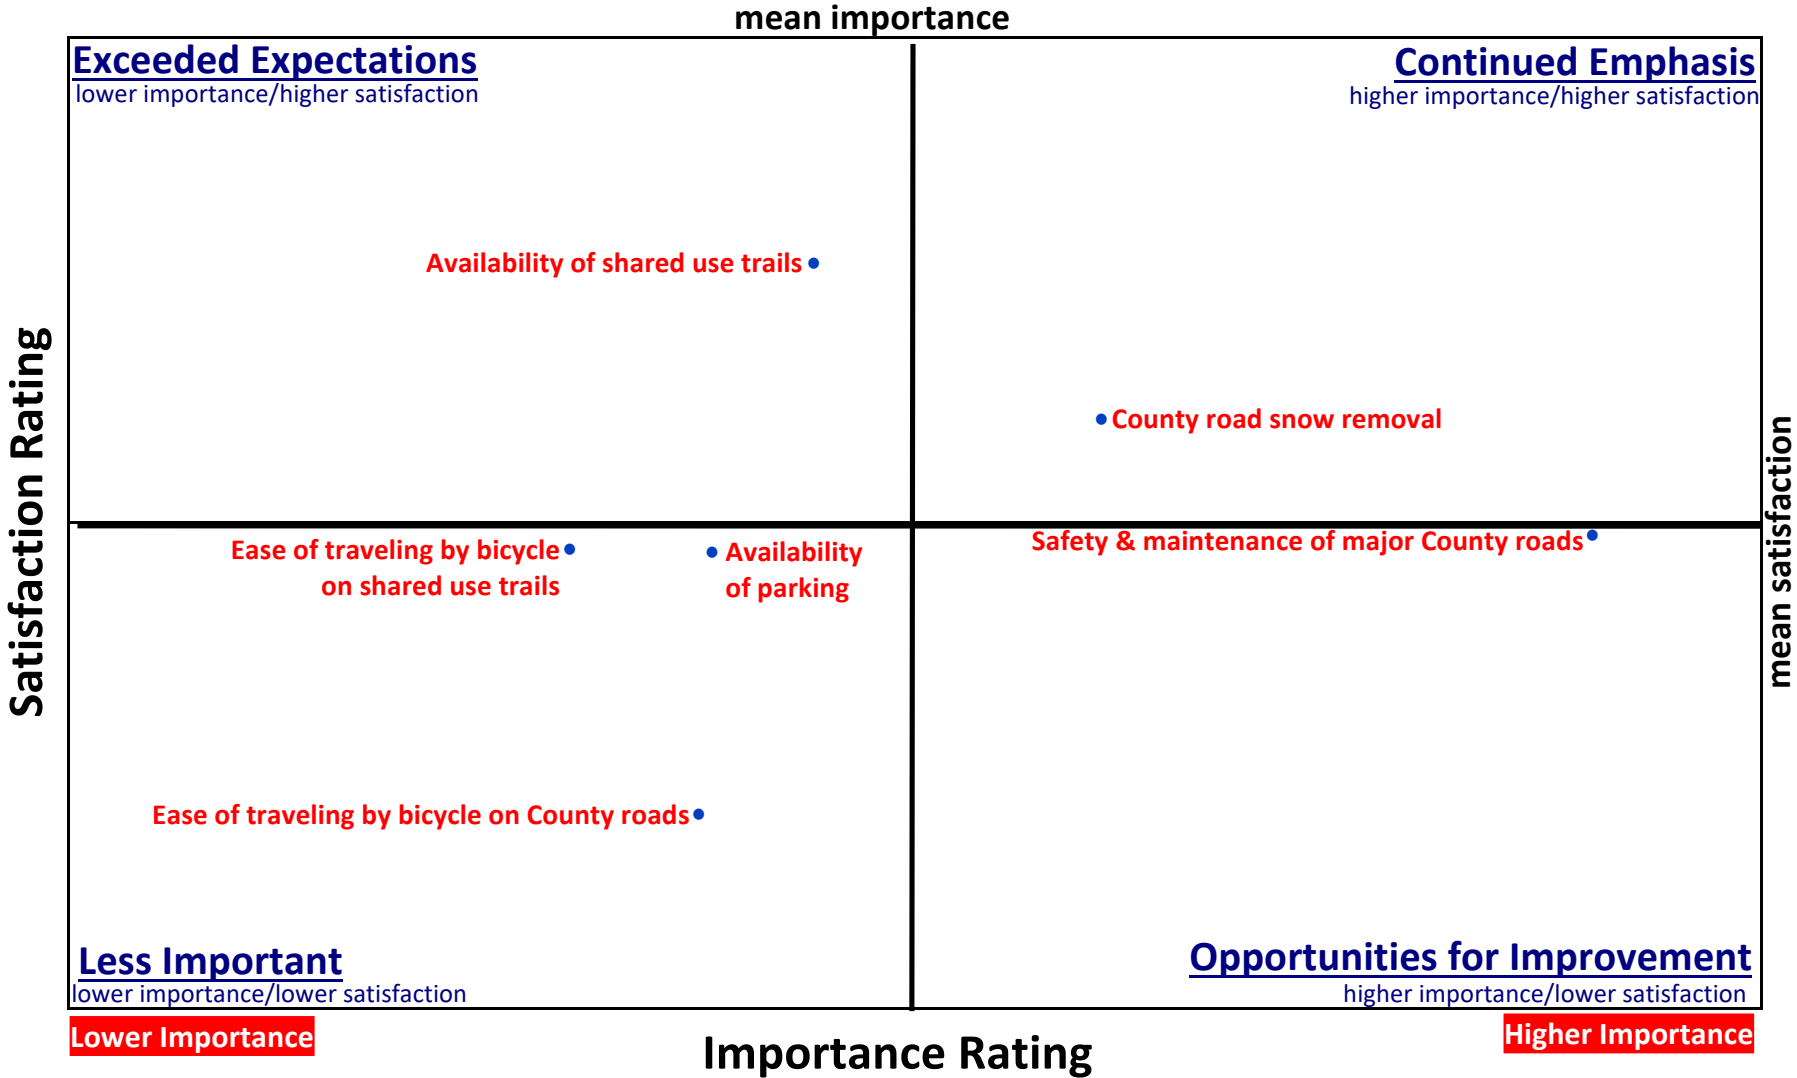 mean importance
Exceeded Expectations
lower importance/higher satisfaction
Continued Emphasis
higher importance/higher satisfaction
Availability of shared use trails
County road snow removal
Satisfaction Rating
mean satisfaction
Ease of traveling by bicycle
on shared use trails
Availability
of parking
Safety & maintenance of major County roads
Ease of traveling by bicycle on County roads
Less Important
lower importance/lower satisfaction
Opportunities for Improvement
higher importance/lower satisfaction
Lower Importance
Importance Rating
Higher Importance